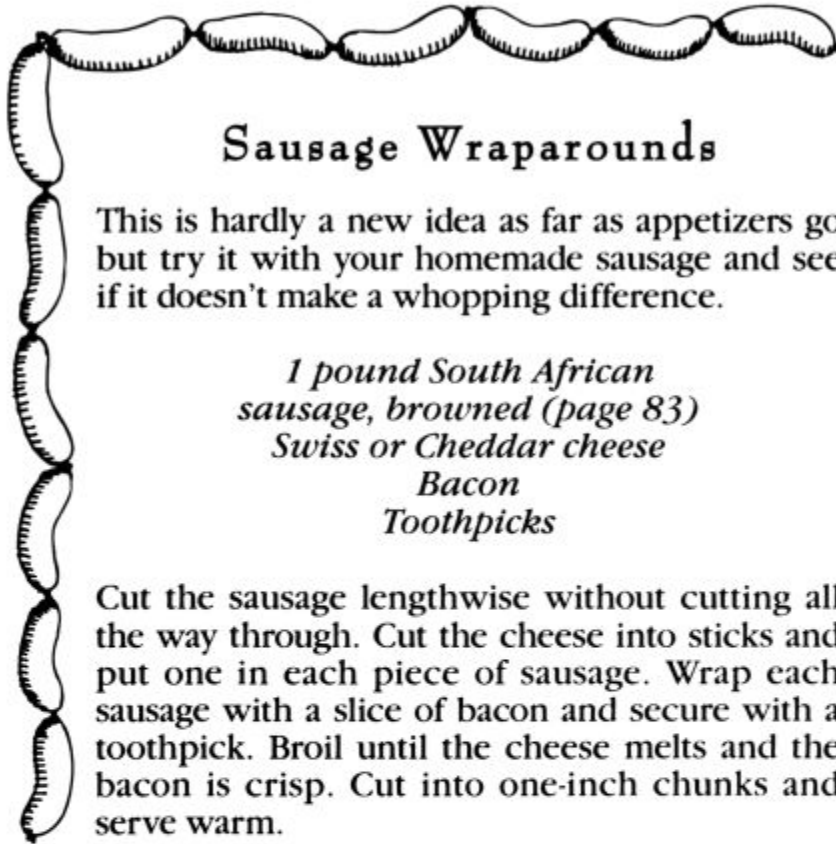 Sausage Wraparounds
This is hardly a new idea as far as appetizers go
but try it with your homemade sausage and see
if it doesn't make a whopping difference.
1 pound South African
sausage, browned (page 83)
Swiss or Cheddar cheese
Bacon
Toothpicks
Cut the sausage lengthwise without cutting all
the way through. Cut the cheese into sticks and
put one in each piece of sausage. Wrap each
sausage with a slice of bacon and secure with a
toothpick. Broil until the cheese melts and the
bacon is crisp. Cut into one-inch chunks and
serve warm.